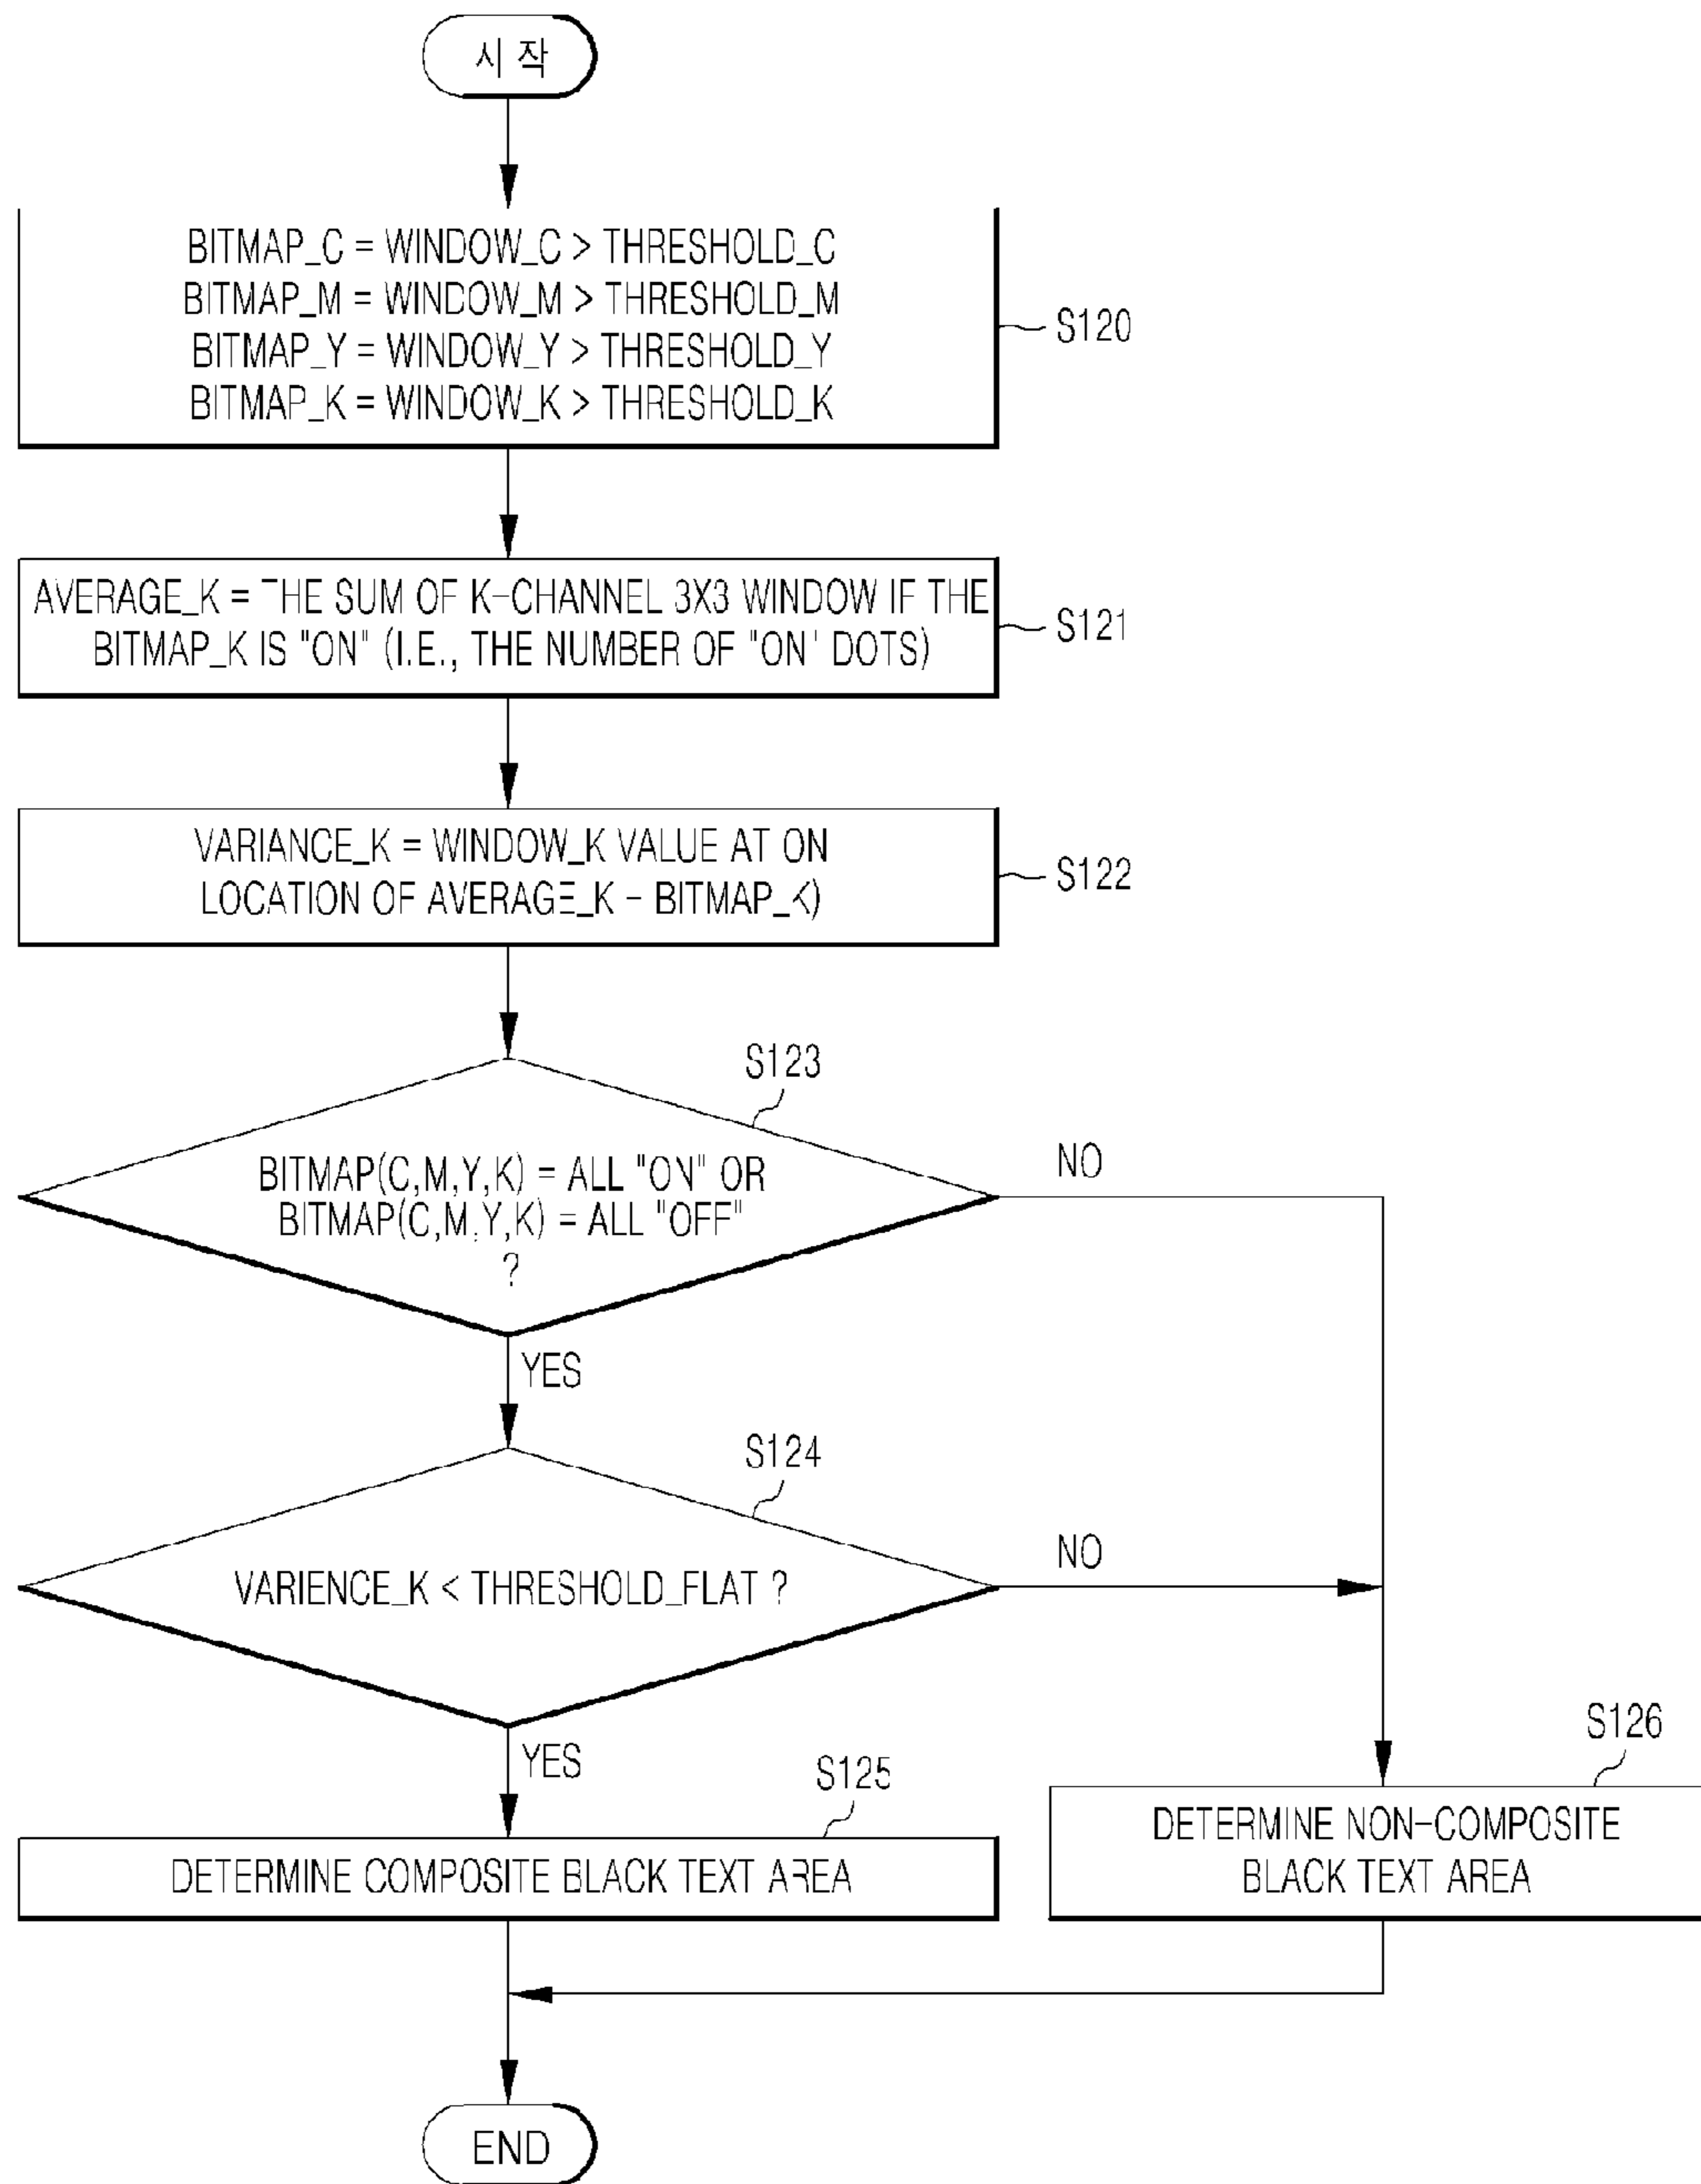 시작
BITMAP_C = WINDOW_C > THRESHOLD_C
BITMAP_M = WINDOW_M > THRESHOLD_M
BITMAP_Y = WINDOW_Y > THRESHOLD_Y
BITMAP_K = WINDOW_K > THRESHOLD_K
S120
AVERAGE_K = THE SUM OF K-CHANNEL 3X3 WINDOW IF THE
BITMAP_K IS "ON" (I.E., THE NUMBER OF "ON" DOTS)
S121
VARIANCE_K = WINDOW_K VALUE AT ON
LOCATION OF AVERAGE_K - BITMAP_K)
S122
S123
BITMAP(C,M,Y,K) = ALL "ON" OR
BITMAP(C,M,Y,K) = ALL "OFF"
?
NO
YES
S124
VARIENCE_K < THRESHOLD_FLAT ?
NO
YES
S125
DETERMINE COMPOSITE BLACK TEXT AREA
S126
DETERMINE NON-COMPOSITE
BLACK TEXT AREA
END